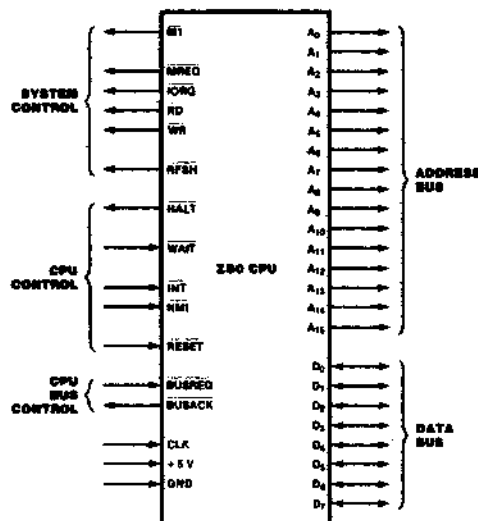 SYSTEM
CONTROL
M1
MREQ
IORQ
RD
WR
RFSH
CPU
CONTROL
HALT
WAIT
INT
NMI
RESET
CPU
BUS
CONTROL
BUSREQ
BUSACK
CLK
+5 V
GND
Z80 CPU
A0
A1
A2
A3
A4
A5
A6
A7
A8
A9
A10
A11
A12
A13
A14
A15
ADDRESS
BUS
D0
D1
D2
D3
D4
D5
D6
D7
DATA
BUS